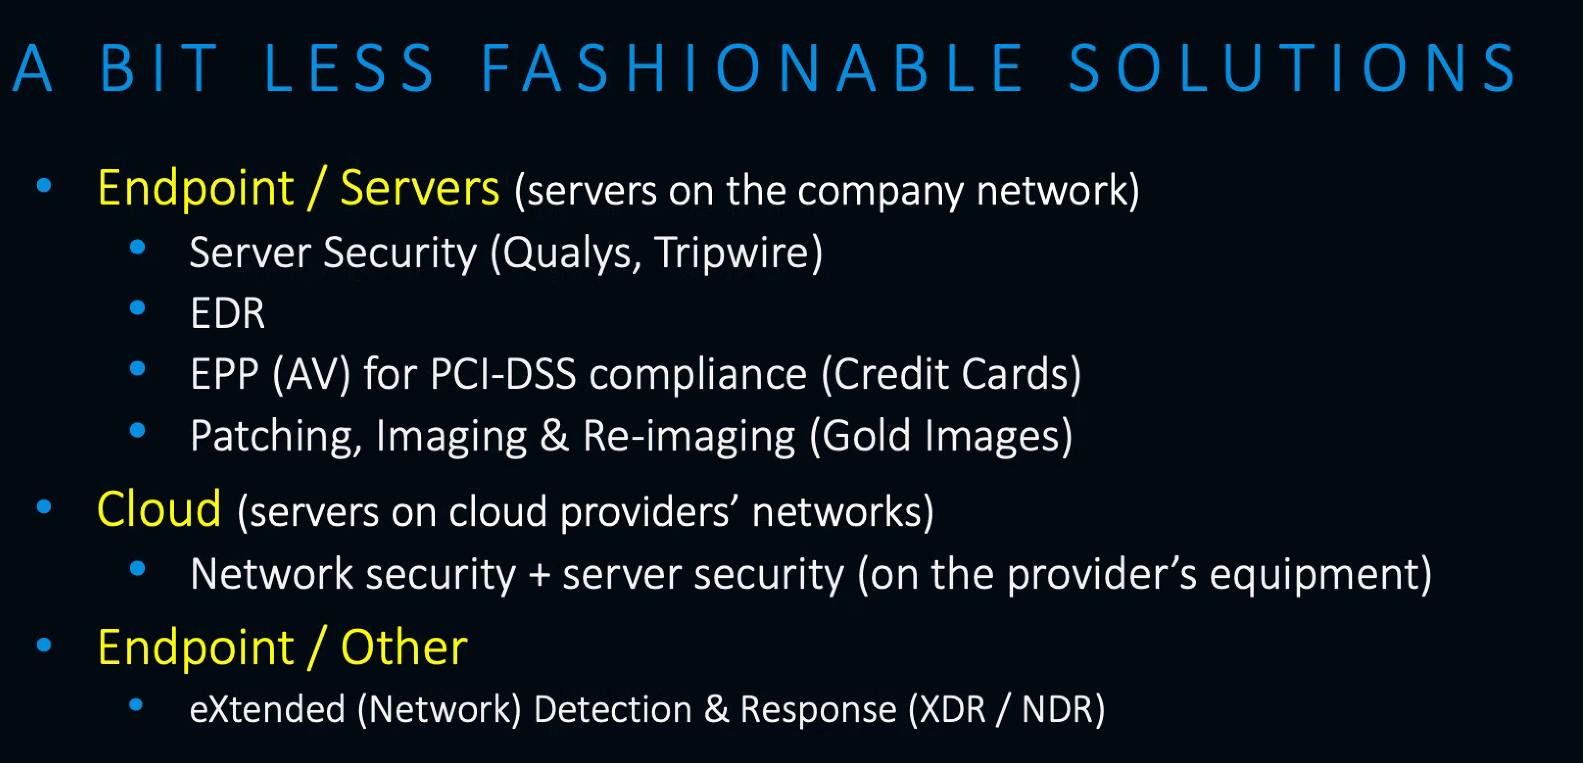 A BIT LESS FASHIONABLE SOLUTIONS
• Endpoint / Servers (servers on the company network)
• Server Security (Qualys, Tripwire)
• EDR
• EPP (AV) for PCI-DSS compliance (Credit Cards)
• Patching, Imaging & Re-imaging (Gold Images)
• Cloud (servers on cloud providers’ networks)
• Network security + server security (on the provider’s equipment)
• Endpoint / Other
• eXtended (Network) Detection & Response (XDR / NDR)